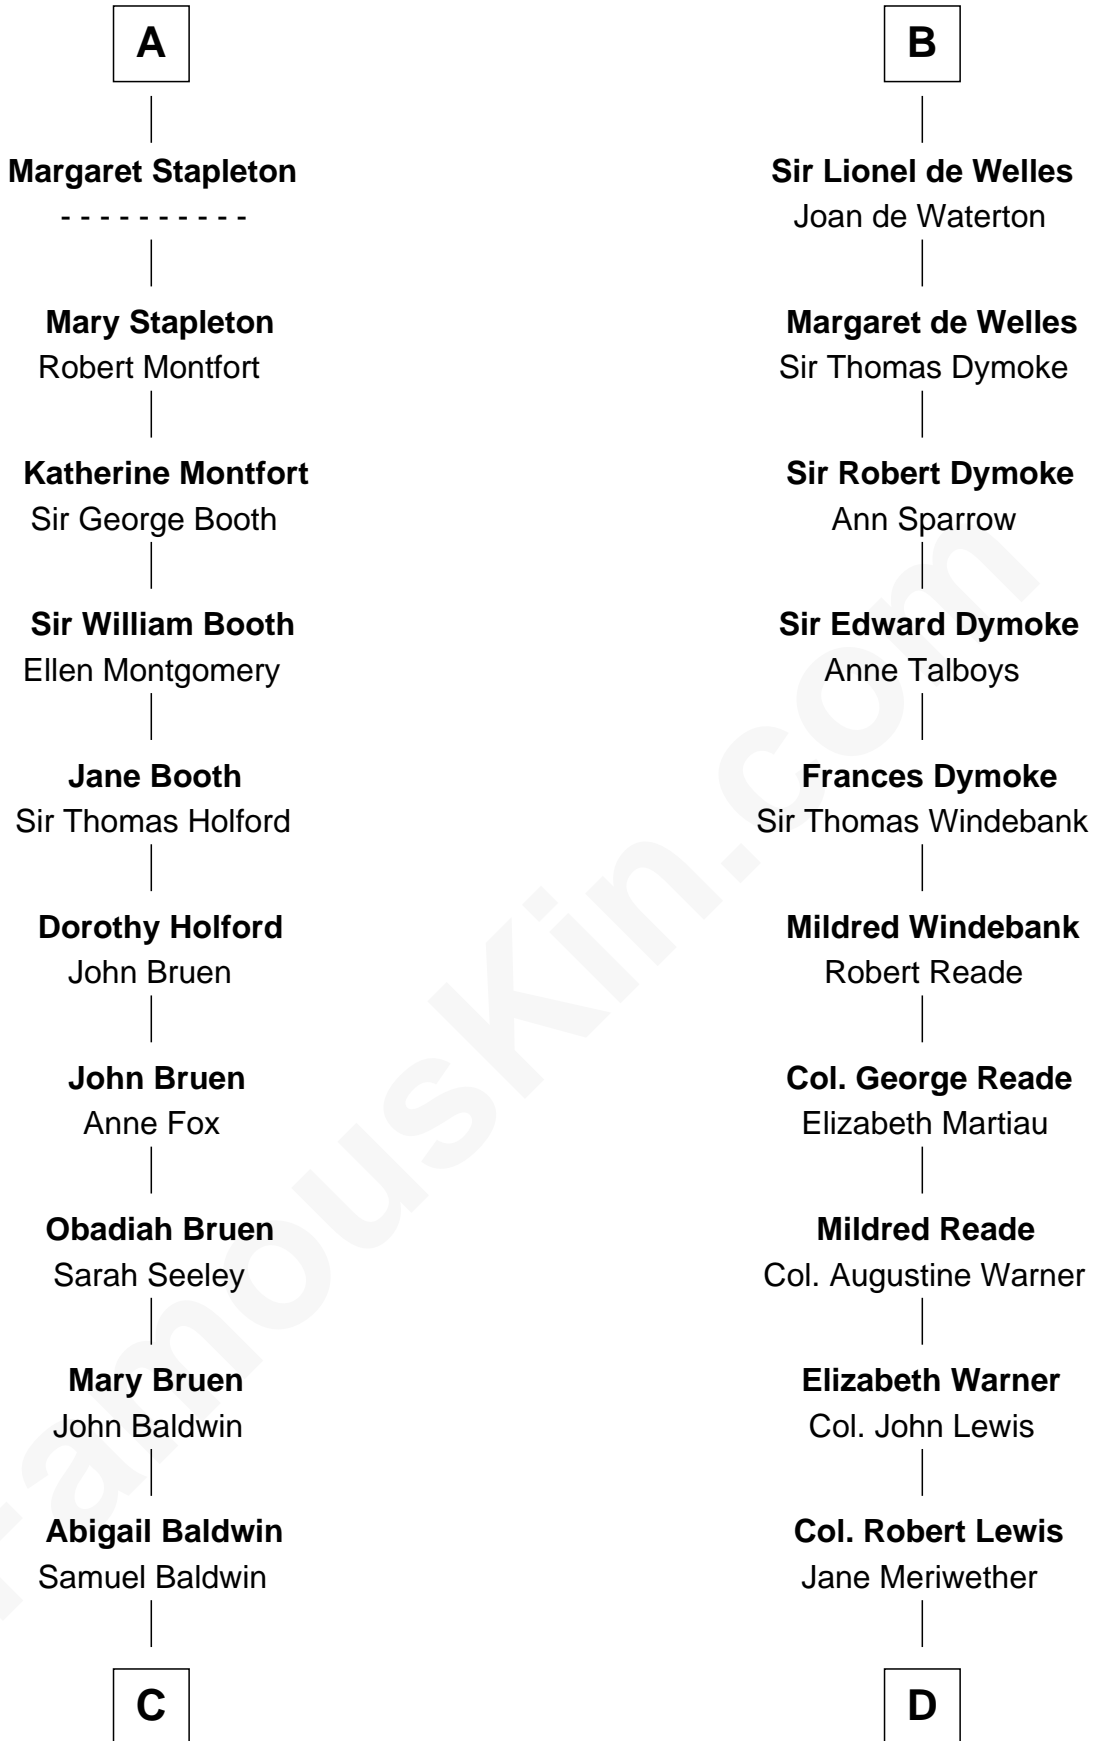 A
Margaret Stapleton
- - - - - - - - - -
Mary Stapleton
Robert Montfort
Katherine Montfort
Sir George Booth
Sir William Booth
Ellen Montgomery
Jane Booth
Sir Thomas Holford
Dorothy Holford
John Bruen
John Bruen
Anne Fox
Obadiah Bruen
Sarah Seeley
Mary Bruen
John Baldwin
Abigail Baldwin
Samuel Baldwin
C
B
Sir Lionel de Welles
Joan de Waterton
Margaret de Welles
Sir Thomas Dymoke
Sir Robert Dymoke
Ann Sparrow
Sir Edward Dymoke
Anne Talboys
Frances Dymoke
Sir Thomas Windebank
Mildred Windebank
Robert Reade
Col. George Reade
Elizabeth Martiau
Mildred Reade
Col. Augustine Warner
Elizabeth Warner
Col. John Lewis
Col. Robert Lewis
Jane Meriwether
D
FamousKin.com